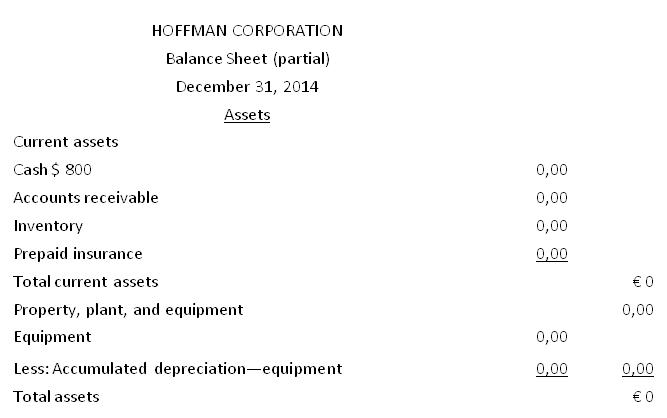 HOFFMAN CORPORATION
Balance Sheet (partial)
December 31, 2014
Assets
Current assets
Cash $ 800 0,00
Accounts receivable 0,00
Inventory 0,00
Prepaid insurance 0,00
Total current assets € 0
Property, plant, and equipment 0,00
Equipment 0,00
Less: Accumulated depreciation—equipment 0,00 0,00
Total assets € 0